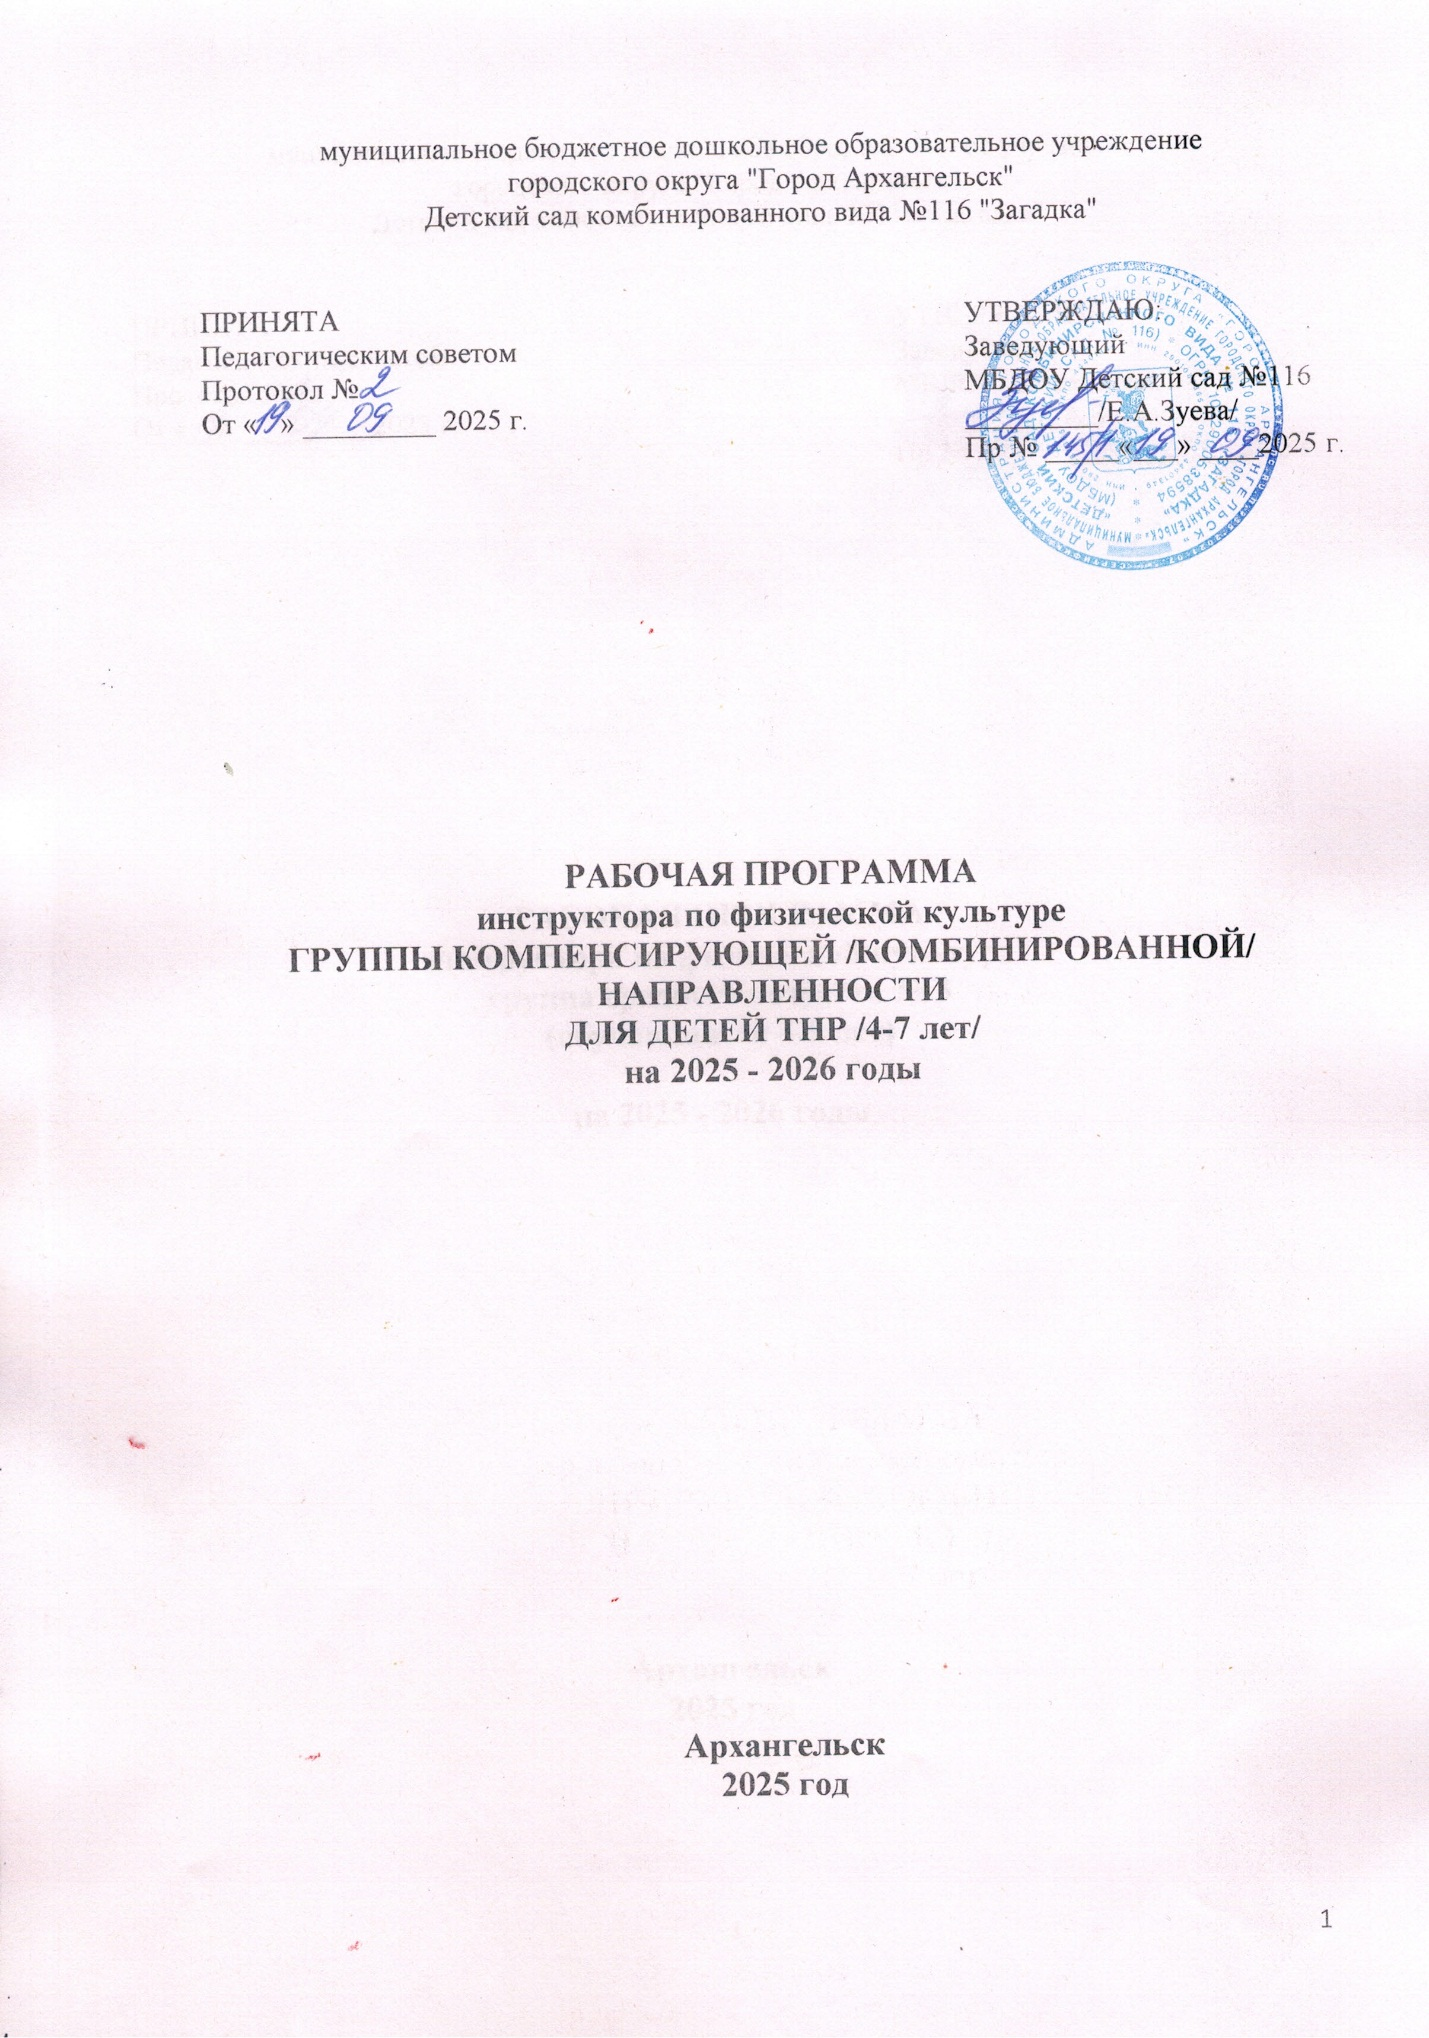 муниципальное бюджетное дошкольное образовательное учреждение
городского округа "Город Архангельск"
Детский сад комбинированного вида №116 "Загадка"
ПРИНЯТА
Педагогическим советом
Протокол №2
От «19» 09 2025 г.
УТВЕРЖДАЮ:
Заведующий
МБДОУ Детский сад №116
/Е.А.Зуева/
Пр № 145/1 «19» 09 2025 г.
РАБОЧАЯ ПРОГРАММА
инструктора по физической культуре
ГРУППЫ КОМПЕНСИРУЮЩЕЙ /КОМБИНИРОВАННОЙ/
НАПРАВЛЕННОСТИ
ДЛЯ ДЕТЕЙ ТНР /4-7 лет/
на 2025 - 2026 годы
Архангельск
2025 год
1